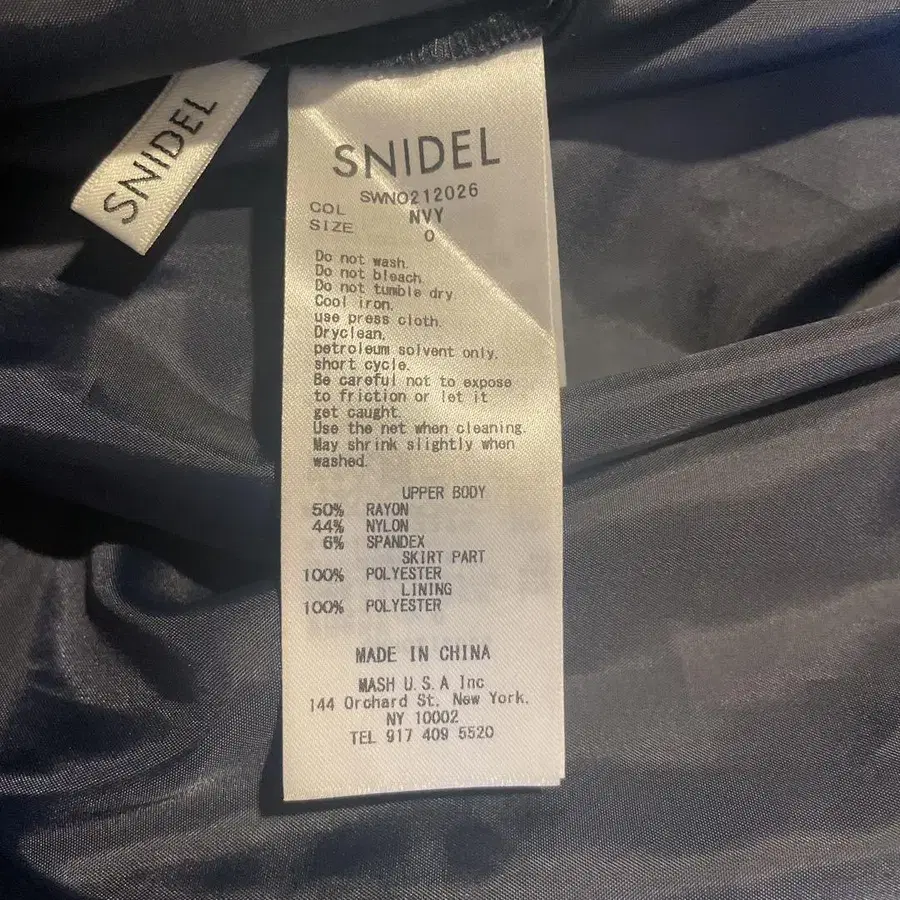 SNIDEL
SNIDEL
SWNO212026
COL NVY
SIZE 0
Do not wash.
Do not bleach.
Do not tumble dry
Cool iron.
use press cloth.
Dryclean,
petroleum solvent only.
short cycle.
Be careful not to expose
to friction or let it
get caught.
Use the net when cleaning.
May shrink slightly when
washed.
UPPER BODY
50% RAYON
44% NYLON
6% SPANDEX
SKIRT PART
100% POLYESTER
LINING
100% POLYESTER
MADE IN CHINA
MASH U.S.A Inc
144 Orchard St. New York.
NY 10002
TEL 917 409 5520